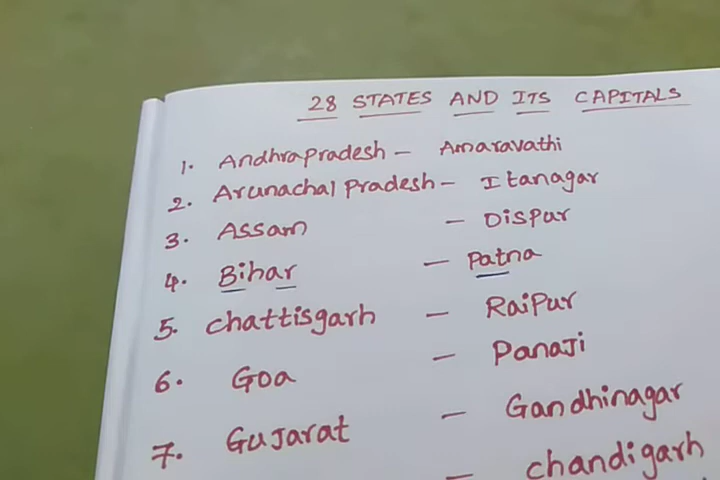 28 STATES AND ITS CAPITALS
1. Andhrapradesh - Amaravathi
2. Arunachal pradesh - Itanagar
3. Assam - Dispur
4. Bihar - Patna
5. chattisgarh - Raipur
6. Goa - Panaji
7. Gujarat - Gandhinagar
- chandigarh